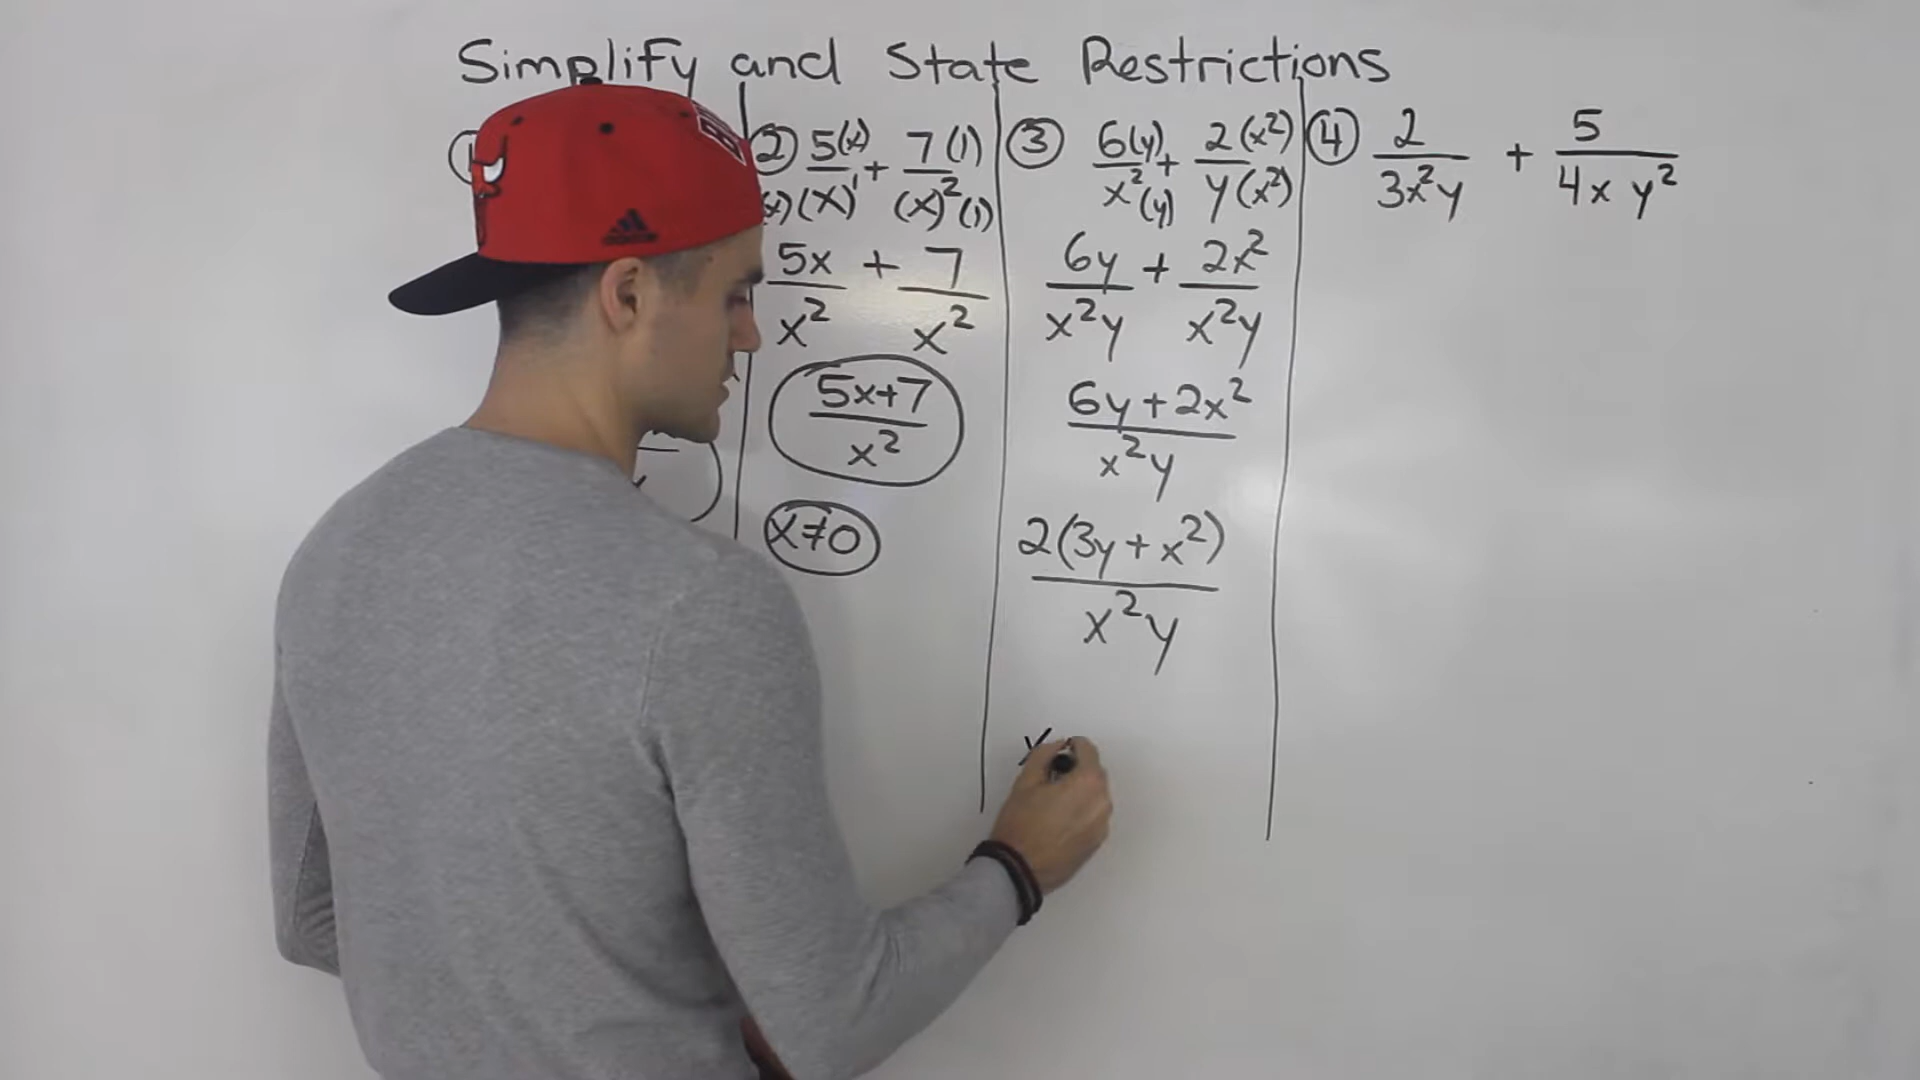 Simplify and State Restrictions
② 5(x) + 7(1)
(x)(x)¹ (x)²(1)
5x + 7
x² x²
5x+7
x²
x≠0
③ 6(y) + 2(x²)
x²(y) y(x²)
6y + 2x²
x²y x²y
6y+2x²
x²y
2(3y+x²)
x²y
x
④ 2 + 5
3x²y 4xy²
adidas